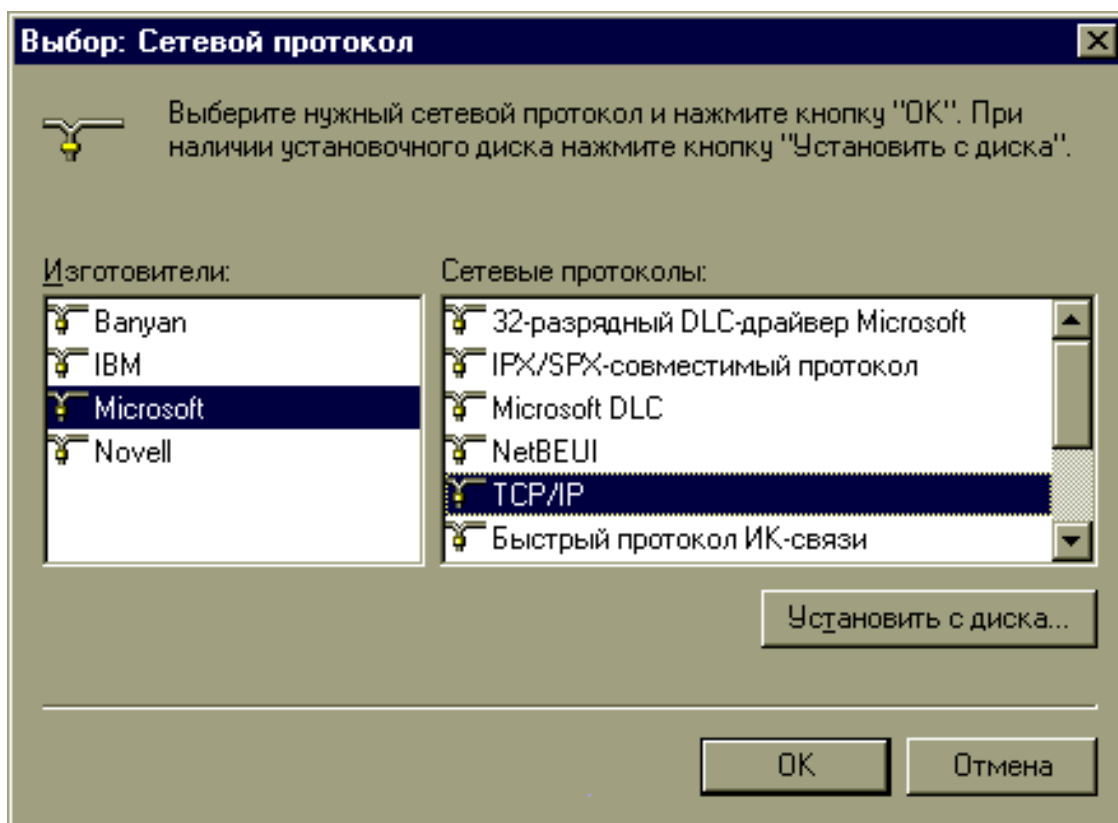 Выбор: Сетевой протокол
Выберите нужный сетевой протокол и нажмите кнопку "ОК". При
наличии установочного диска нажмите кнопку "Установить с диска".
Изготовители:
Banyan
IBM
Microsoft
Novell
Сетевые протоколы:
32-разрядный DLC-драйвер Microsoft
IPX/SPX-совместимый протокол
Microsoft DLC
NetBEUI
TCP/IP
Быстрый протокол ИК-связи
Установить с диска...
OK
Отмена